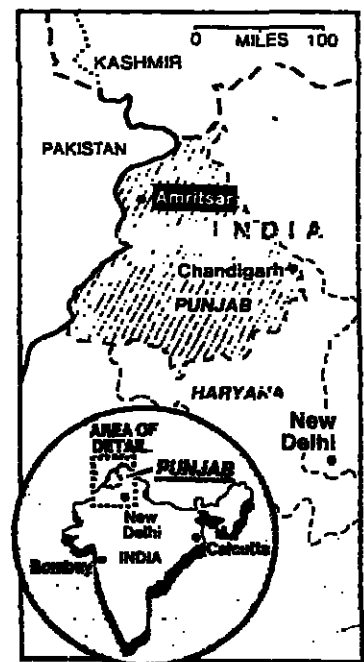 0 MILES 100
KASHMIR
PAKISTAN
Amritsar
INDIA
Chandigarh
PUNJAB
HARYANA
New
Delhi
AREA OF
DETAIL
PUNJAB
New
Delhi
INDIA
Calcutta
Bombay